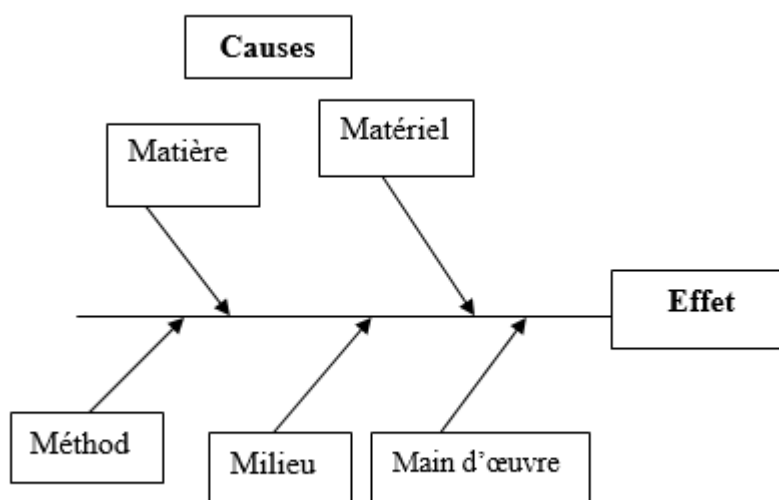 Causes
Matière
Matériel
Effet
Méthod
Milieu
Main d’œuvre